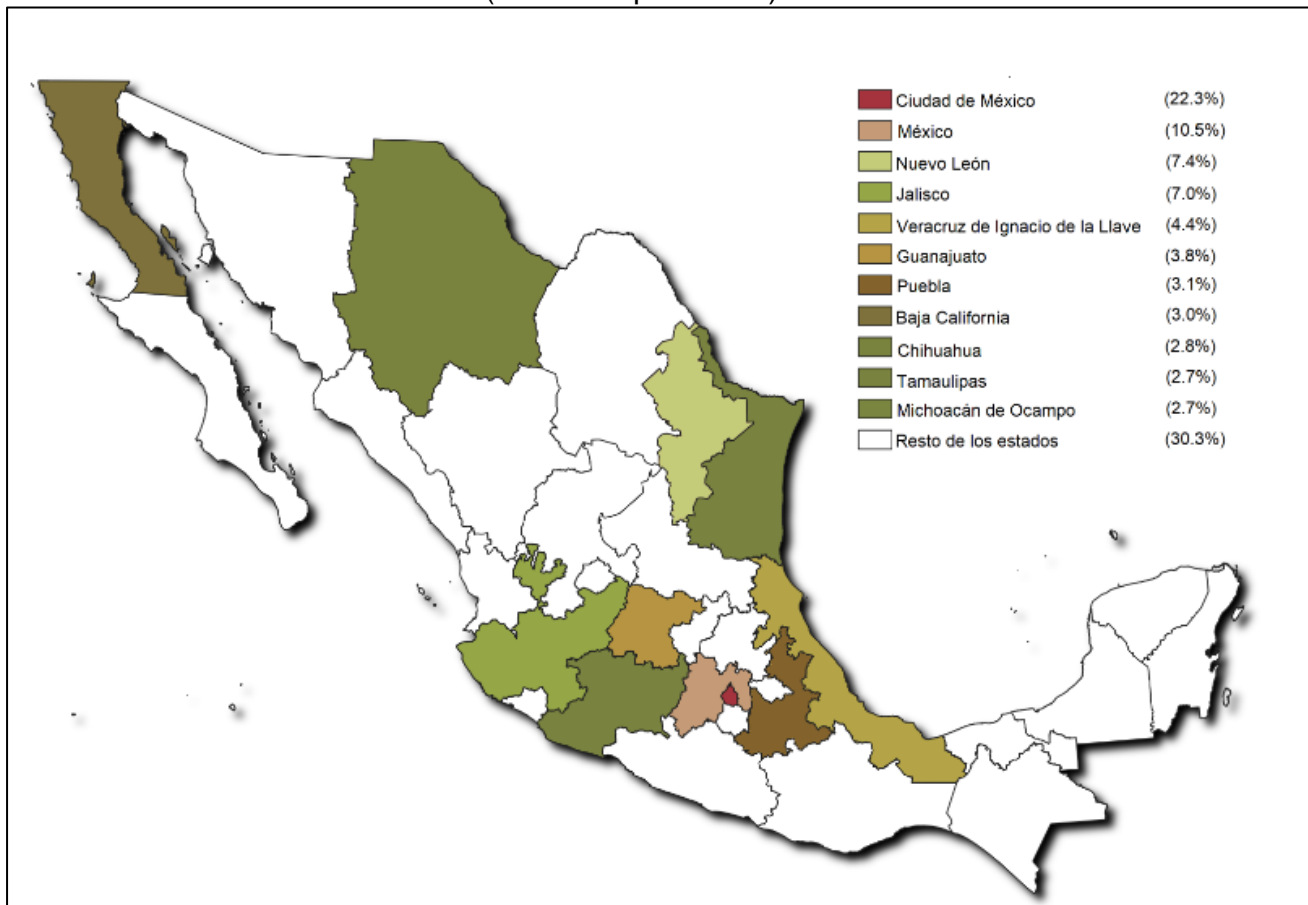 Ciudad de México (22.3%)
México (10.5%)
Nuevo León (7.4%)
Jalisco (7.0%)
Veracruz de Ignacio de la Llave (4.4%)
Guanajuato (3.8%)
Puebla (3.1%)
Baja California (3.0%)
Chihuahua (2.8%)
Tamaulipas (2.7%)
Michoacán de Ocampo (2.7%)
Resto de los estados (30.3%)